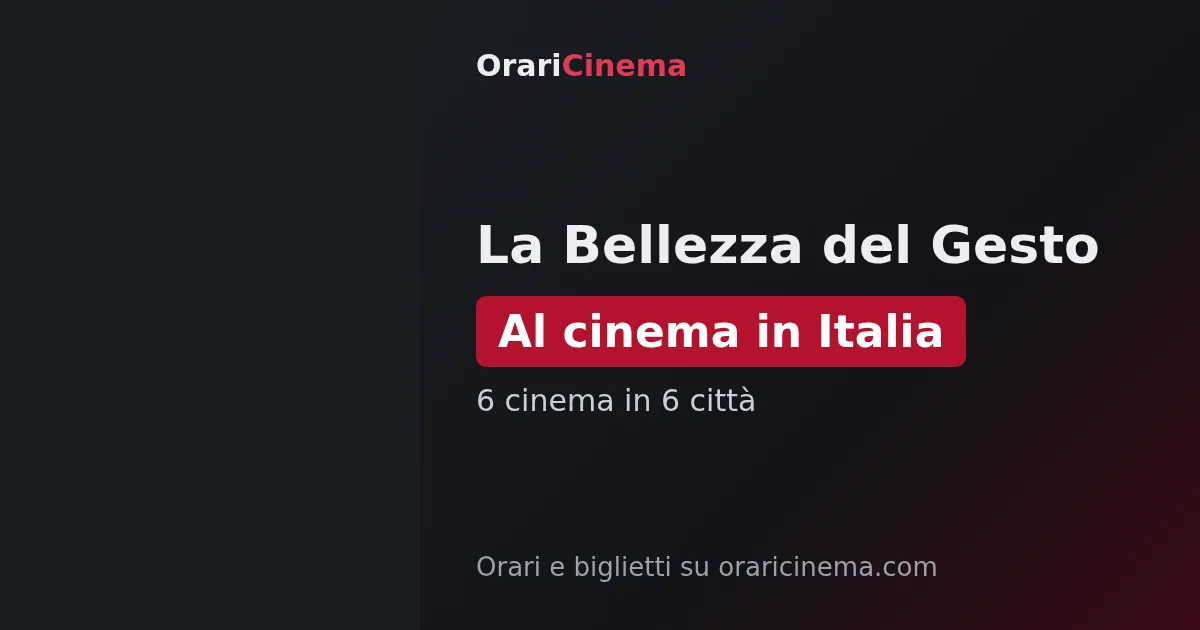 OrariCinema
La Bellezza del Gesto
Al cinema in Italia
6 cinema in 6 città
Orari e biglietti su oraricinema.com